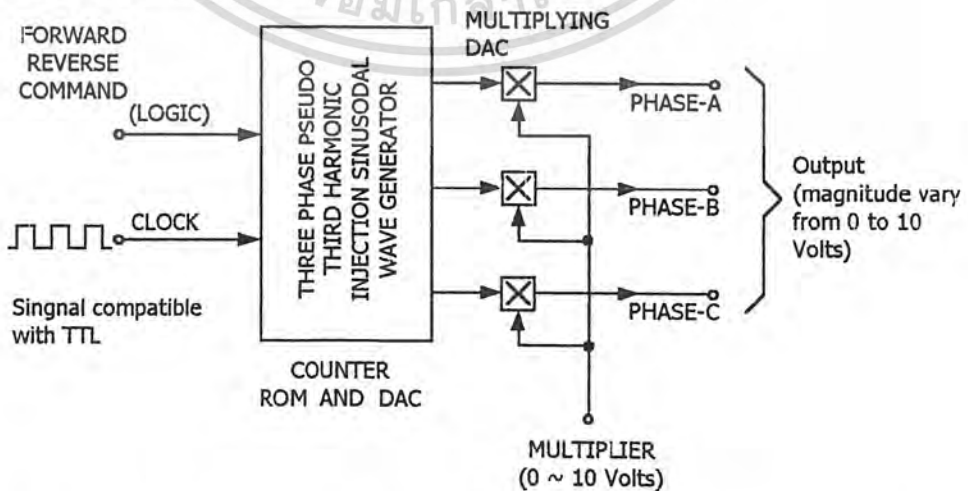 FORWARD
REVERSE
COMMAND
(LOGIC)
CLOCK
Singnal compatible
with TTL
THREE PHASE PSEUDO
THIRD HARMONIC
INJECTION SINUSODAL
WAVE GENERATOR
COUNTER
ROM AND DAC
MULTIPLYING
DAC
PHASE-A
PHASE-B
PHASE-C
MULTIPLIER
(0 ~ 10 Volts)
Output
(magnitude vary
from 0 to 10
Volts)